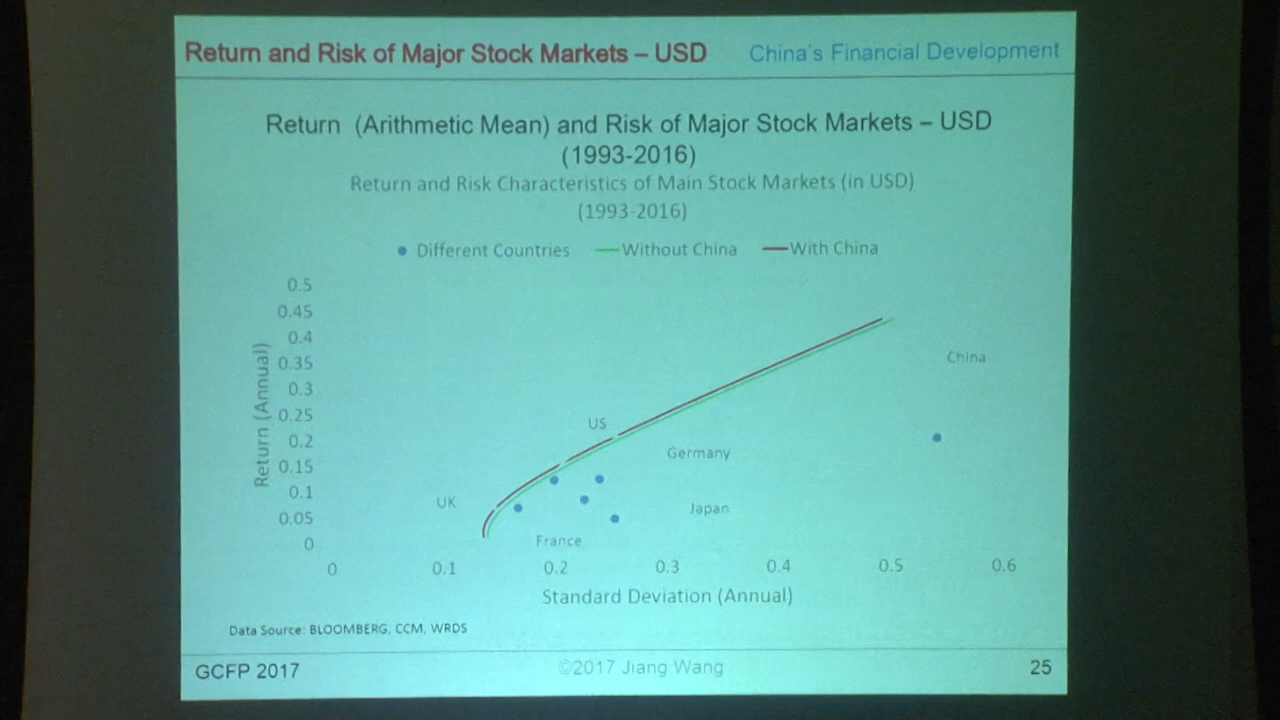 Return and Risk of Major Stock Markets – USD
China's Financial Development
Return (Arithmetic Mean) and Risk of Major Stock Markets – USD
(1993-2016)
Return and Risk Characteristics of Main Stock Markets (in USD)
(1993-2016)
Different Countries
Without China
With China
0.5
0.45
0.4
0.35
0.3
0.25
0.2
0.15
0.1
0.05
0
Return (Annual)
China
US
Germany
UK
Japan
France
0
0.1
0.2
0.3
0.4
0.5
0.6
Standard Deviation (Annual)
Data Source: BLOOMBERG, CCM, WRDS
GCFP 2017
©2017 Jiang Wang
25